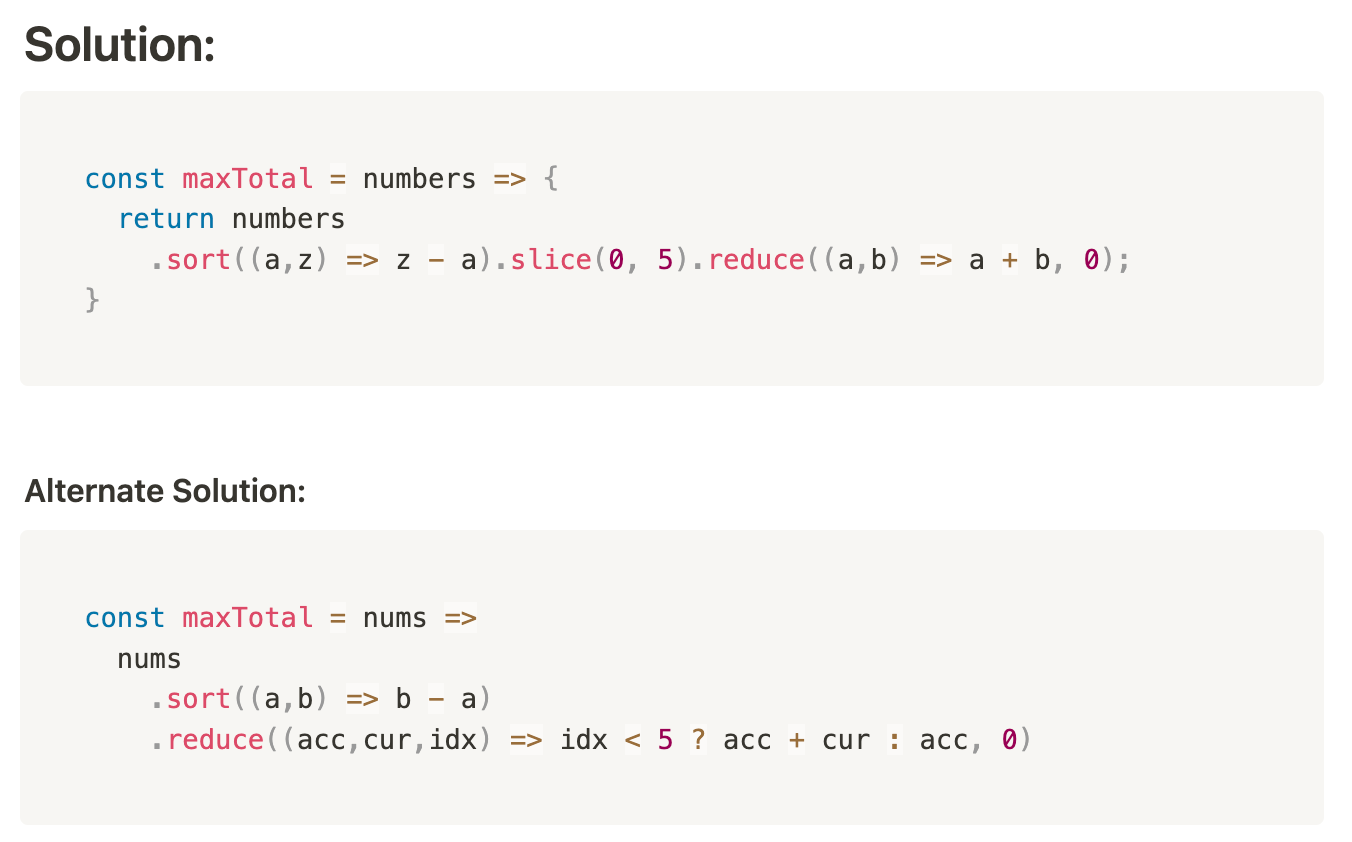 Solution:
const maxTotal = numbers => {
  return numbers
    .sort((a,z) => z - a).slice(0, 5).reduce((a,b) => a + b, 0);
}
Alternate Solution:
const maxTotal = nums =>
  nums
    .sort((a,b) => b - a)
    .reduce((acc,cur,idx) => idx < 5 ? acc + cur : acc, 0)